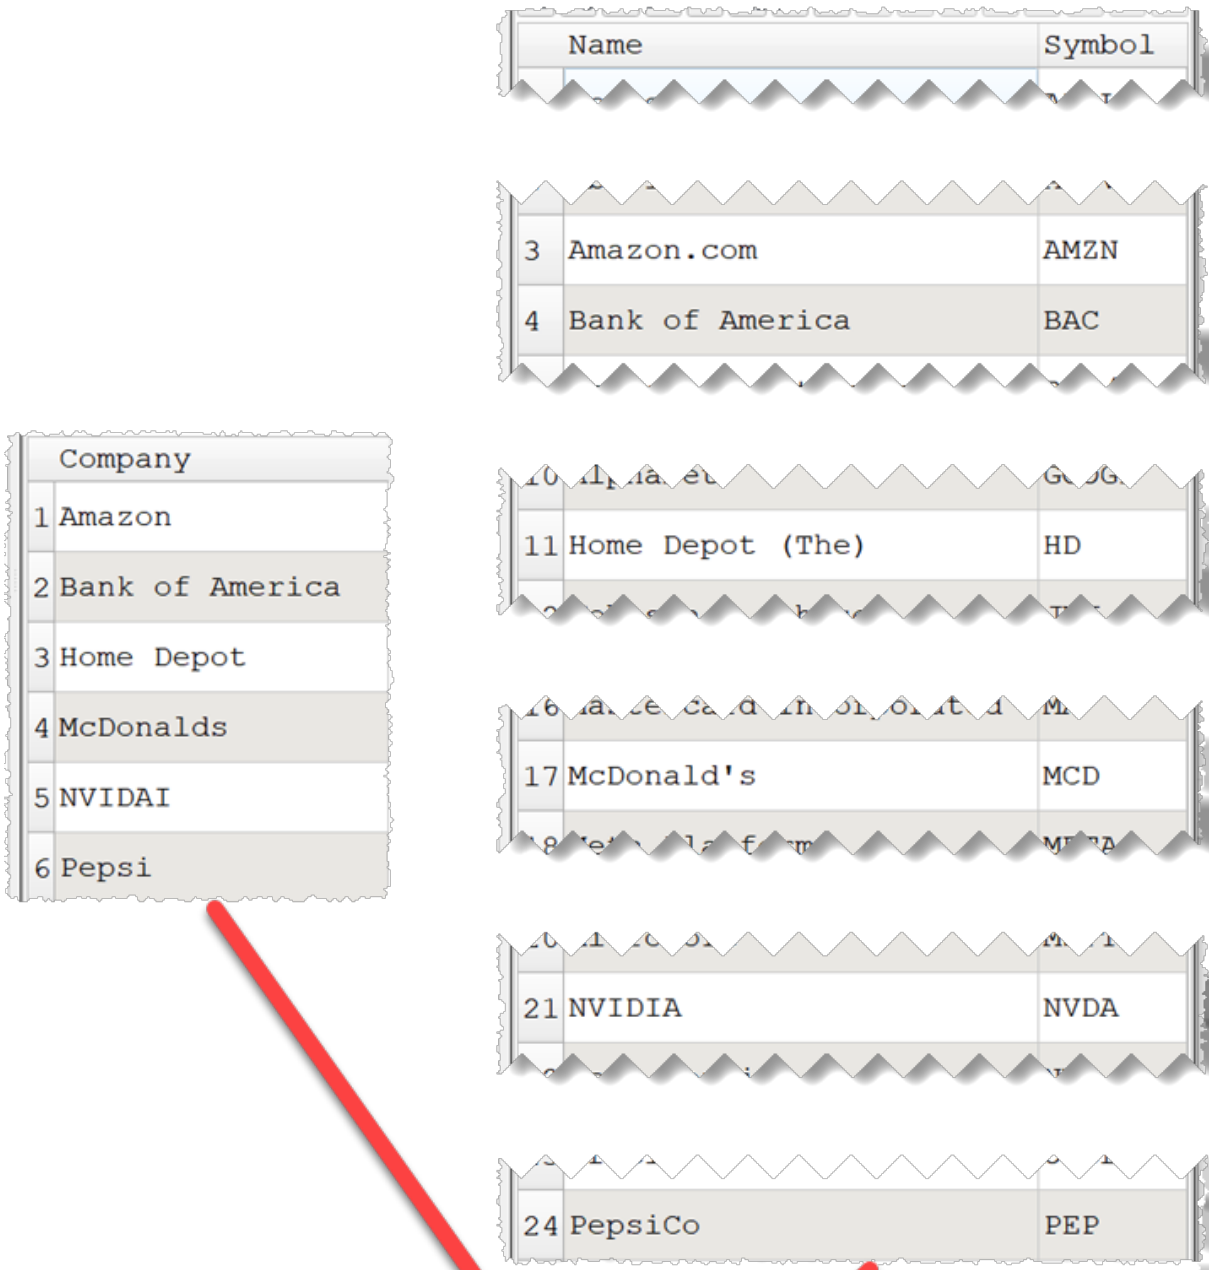 Name Symbol
3 Amazon.com AMZN
4 Bank of America BAC
Company
1 Amazon
2 Bank of America
3 Home Depot
4 McDonalds
5 NVIDAI
6 Pepsi
11 Home Depot (The) HD
17 McDonald's MCD
21 NVIDIA NVDA
24 PepsiCo PEP